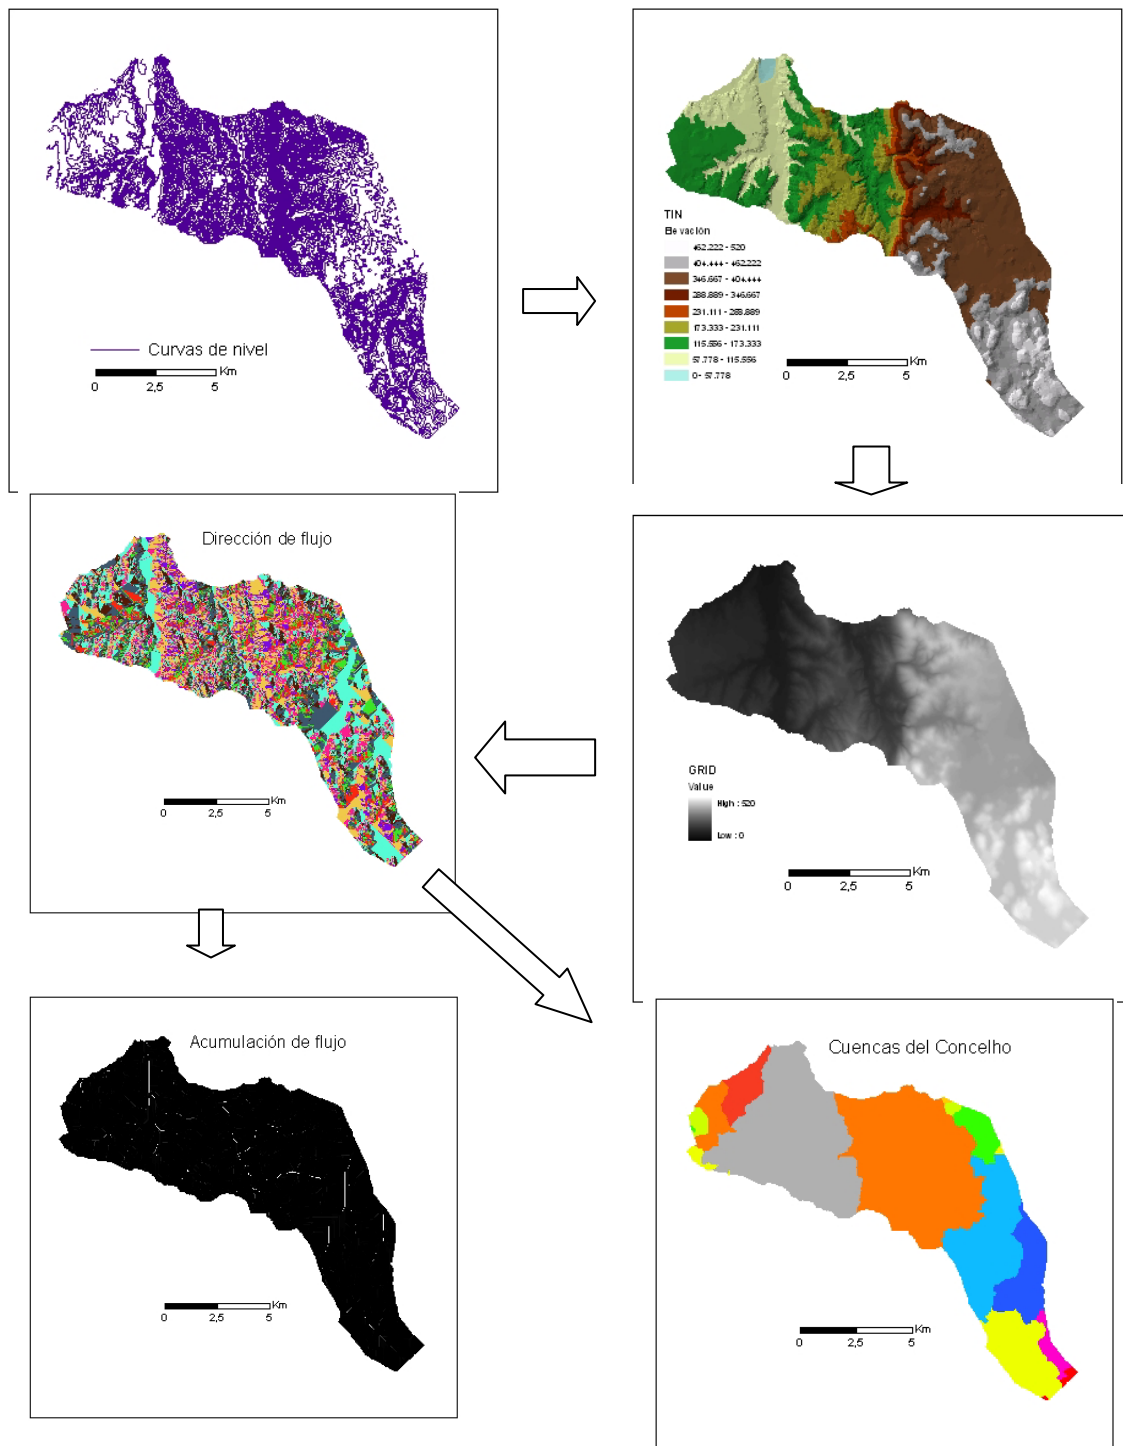 Curvas de nivel
Km
0 2,5 5
TIN
Elevación
462.222 - 520
404.444 - 462.222
346.667 - 404.444
288.889 - 346.667
231.111 - 288.889
173.333 - 231.111
115.556 - 173.333
57.778 - 115.556
0 - 57.778
Km
0 2,5 5
Dirección de flujo
Km
0 2,5 5
GRID
Value
High : 520
Low : 0
Km
0 2,5 5
Acumulación de flujo
Km
0 2,5 5
Cuencas del Concelho
Km
0 2,5 5